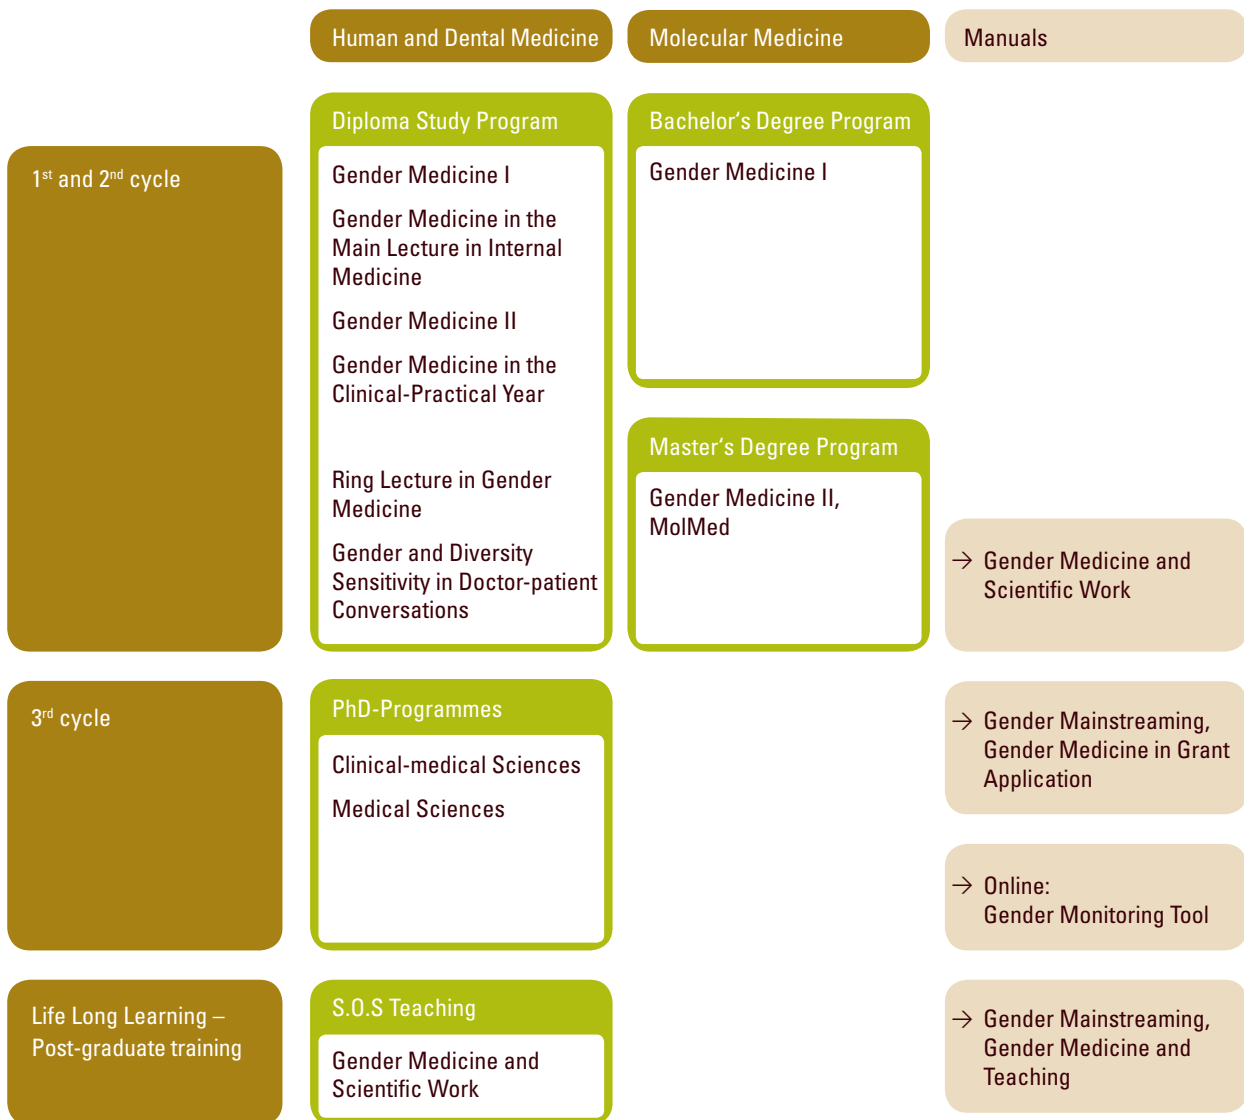 Human and Dental Medicine
Molecular Medicine
Manuals
1st and 2nd cycle
Diploma Study Program
Gender Medicine I
Gender Medicine in the
Main Lecture in Internal
Medicine
Gender Medicine II
Gender Medicine in the
Clinical-Practical Year
Ring Lecture in Gender
Medicine
Gender and Diversity
Sensitivity in Doctor-patient
Conversations
Bachelor‘s Degree Program
Gender Medicine I
Master‘s Degree Program
Gender Medicine II,
MolMed
→ Gender Medicine and
Scientific Work
3rd cycle
PhD-Programmes
Clinical-medical Sciences
Medical Sciences
→ Gender Mainstreaming,
Gender Medicine in Grant
Application
→ Online:
Gender Monitoring Tool
Life Long Learning –
Post-graduate training
S.O.S Teaching
Gender Medicine and
Scientific Work
→ Gender Mainstreaming,
Gender Medicine and
Teaching